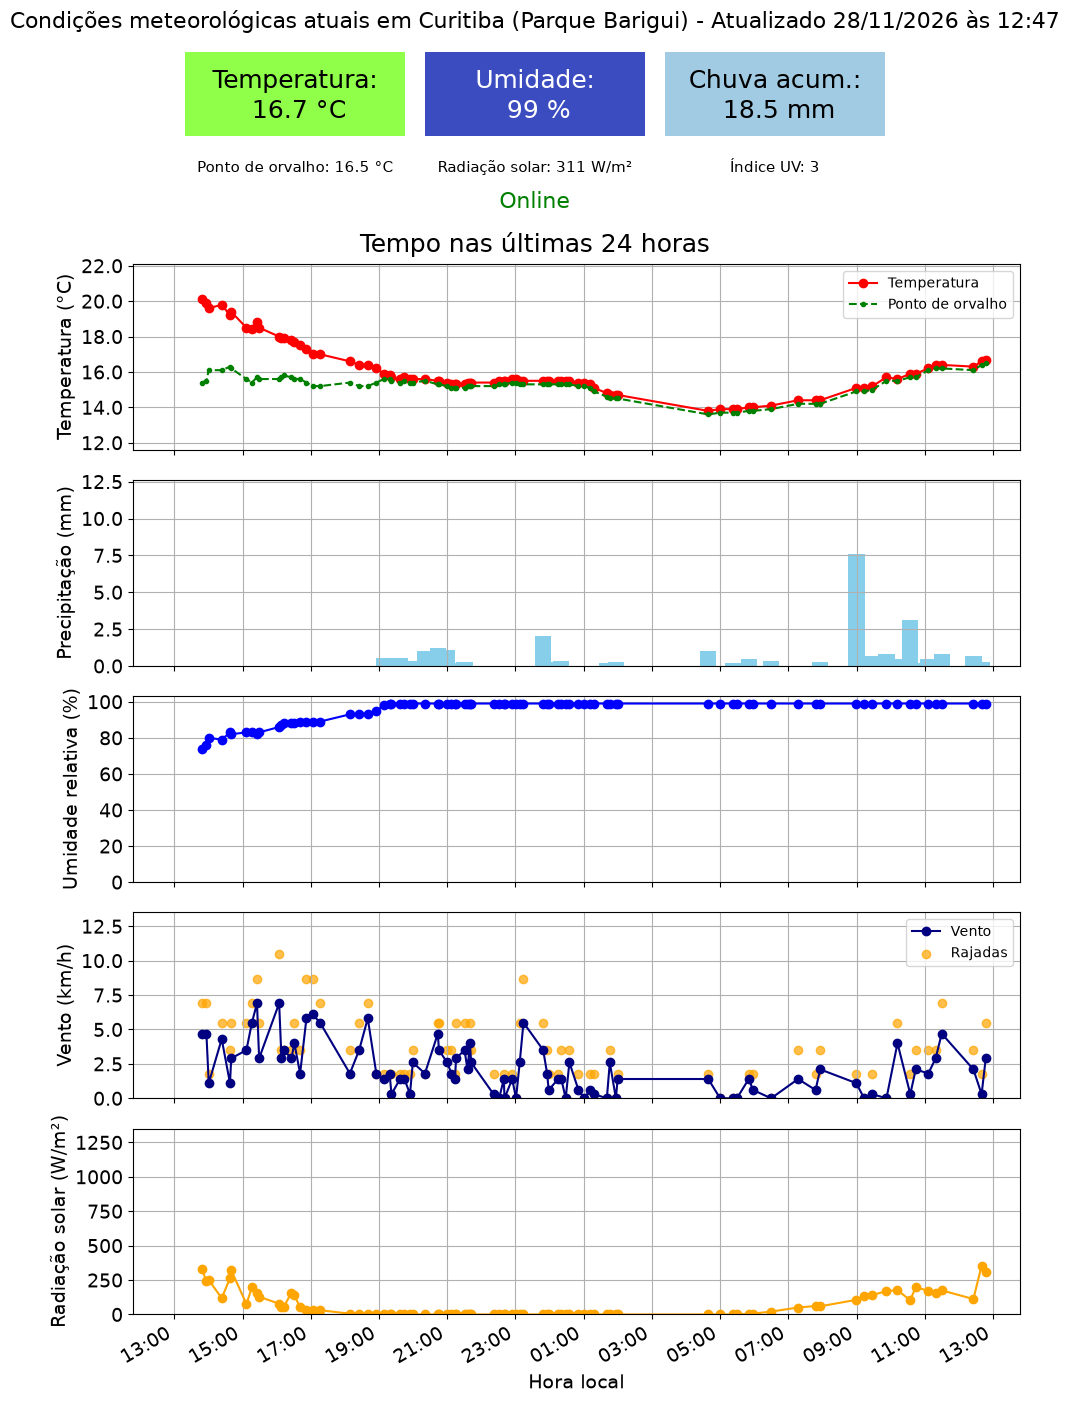 Condições meteorológicas atuais em Curitiba (Parque Barigui) - Atualizado 28/11/2026 às 12:47
Temperatura:
16.7 °C
Umidade:
99 %
Chuva acum.:
18.5 mm
Ponto de orvalho: 16.5 °C
Radiação solar: 311 W/m²
Índice UV: 3
Online
Tempo nas últimas 24 horas
Temperatura (°C)
22.0
20.0
18.0
16.0
14.0
12.0
Temperatura
Ponto de orvalho
Precipitação (mm)
12.5
10.0
7.5
5.0
2.5
0.0
Umidade relativa (%)
100
80
60
40
20
0
Vento (km/h)
12.5
10.0
7.5
5.0
2.5
0.0
Vento
Rajadas
Radiação solar (W/m²)
1250
1000
750
500
250
0
13:00
15:00
17:00
19:00
21:00
23:00
01:00
03:00
05:00
07:00
09:00
11:00
13:00
Hora local